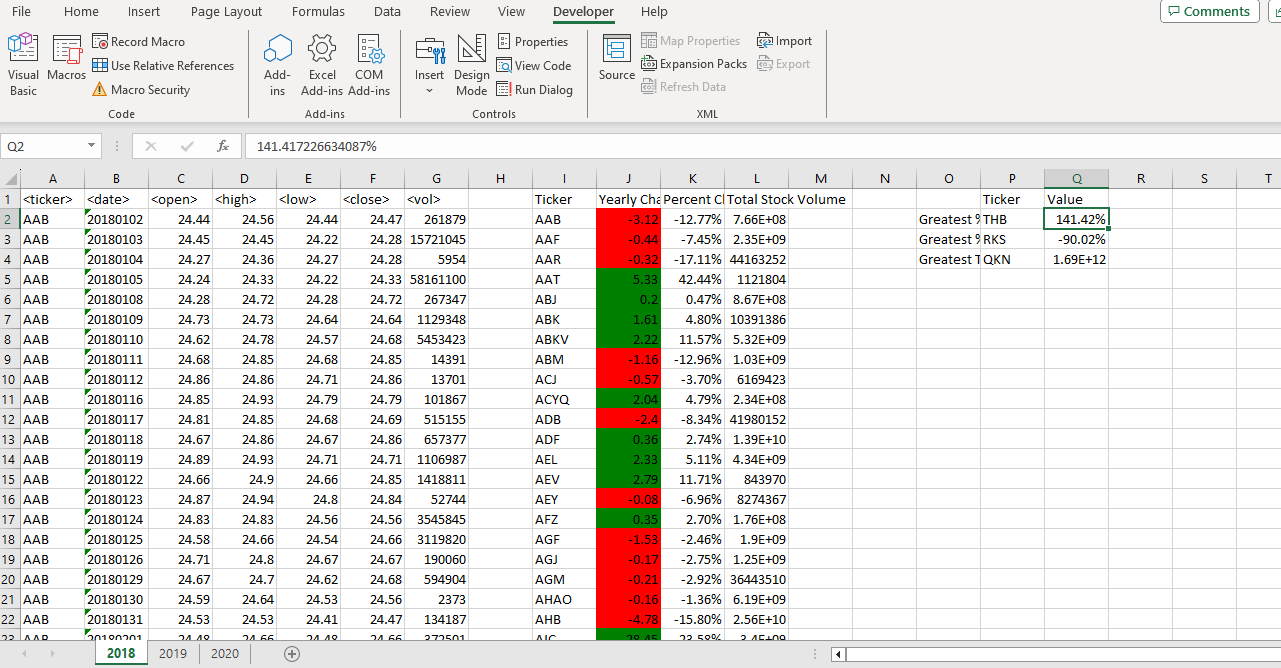 File Home Insert Page Layout Formulas Data Review View Developer Help Comments
Record Macro Properties Map Properties Import
Use Relative References View Code Expansion Packs Export
Visual Basic Macros Macro Security Add-ins Excel Add-ins COM Add-ins Insert Design Mode Run Dialog Source Refresh Data
Code Add-ins Controls XML
Q2 fx 141.417226634087%
A B C D E F G H I J K L M N O P Q R S T
1 <ticker> <date> <open> <high> <low> <close> <vol> Ticker Yearly Cha Percent Cl Total Stock Volume Ticker Value
2 AAB 20180102 24.44 24.56 24.44 24.47 261879 AAB -3.12 -12.77% 7.66E+08 Greatest % THB 141.42%
3 AAB 20180103 24.45 24.45 24.22 24.28 15721045 AAF -0.44 -7.45% 2.35E+09 Greatest % RKS -90.02%
4 AAB 20180104 24.27 24.36 24.27 24.28 5954 AAR -0.32 -17.11% 44163252 Greatest T QKN 1.69E+12
5 AAB 20180105 24.24 24.33 24.22 24.33 58161100 AAT 5.33 42.44% 1121804
6 AAB 20180108 24.28 24.72 24.28 24.72 267347 ABJ 0.2 0.47% 8.67E+08
7 AAB 20180109 24.73 24.73 24.64 24.64 1129348 ABK 1.61 4.80% 10391386
8 AAB 20180110 24.62 24.78 24.57 24.68 5453423 ABKV 2.22 11.57% 5.32E+09
9 AAB 20180111 24.68 24.85 24.68 24.85 14391 ABM -1.16 -12.96% 1.03E+09
10 AAB 20180112 24.86 24.86 24.71 24.86 13701 ACJ -0.57 -3.70% 6169423
11 AAB 20180116 24.85 24.93 24.79 24.79 101867 ACYQ 2.04 4.79% 2.34E+08
12 AAB 20180117 24.81 24.85 24.68 24.69 515155 ADB -2.4 -8.34% 41980152
13 AAB 20180118 24.67 24.86 24.67 24.86 657377 ADF 0.36 2.74% 1.39E+10
14 AAB 20180119 24.89 24.93 24.71 24.71 1106987 AEL 2.33 5.11% 4.34E+09
15 AAB 20180122 24.66 24.9 24.66 24.85 1418811 AEV 2.79 11.71% 843970
16 AAB 20180123 24.87 24.94 24.8 24.84 52744 AEY -0.08 -6.96% 8274367
17 AAB 20180124 24.83 24.83 24.56 24.56 3545845 AFZ 0.35 2.70% 1.76E+08
18 AAB 20180125 24.58 24.66 24.54 24.66 3119820 AGF -1.53 -2.46% 1.9E+09
19 AAB 20180126 24.71 24.8 24.67 24.67 190060 AGJ -0.17 -2.75% 1.25E+09
20 AAB 20180129 24.67 24.7 24.62 24.68 594904 AGM -0.21 -2.92% 36443510
21 AAB 20180130 24.59 24.64 24.53 24.56 2373 AHAO -0.16 -1.36% 6.19E+09
22 AAB 20180131 24.53 24.53 24.41 24.47 134187 AHB -4.78 -15.80% 2.56E+10
23 AAB 20180201 24.48 24.66 24.48 24.66 372501 AIC 28.45 23.58% 3.4E+09
2018 2019 2020